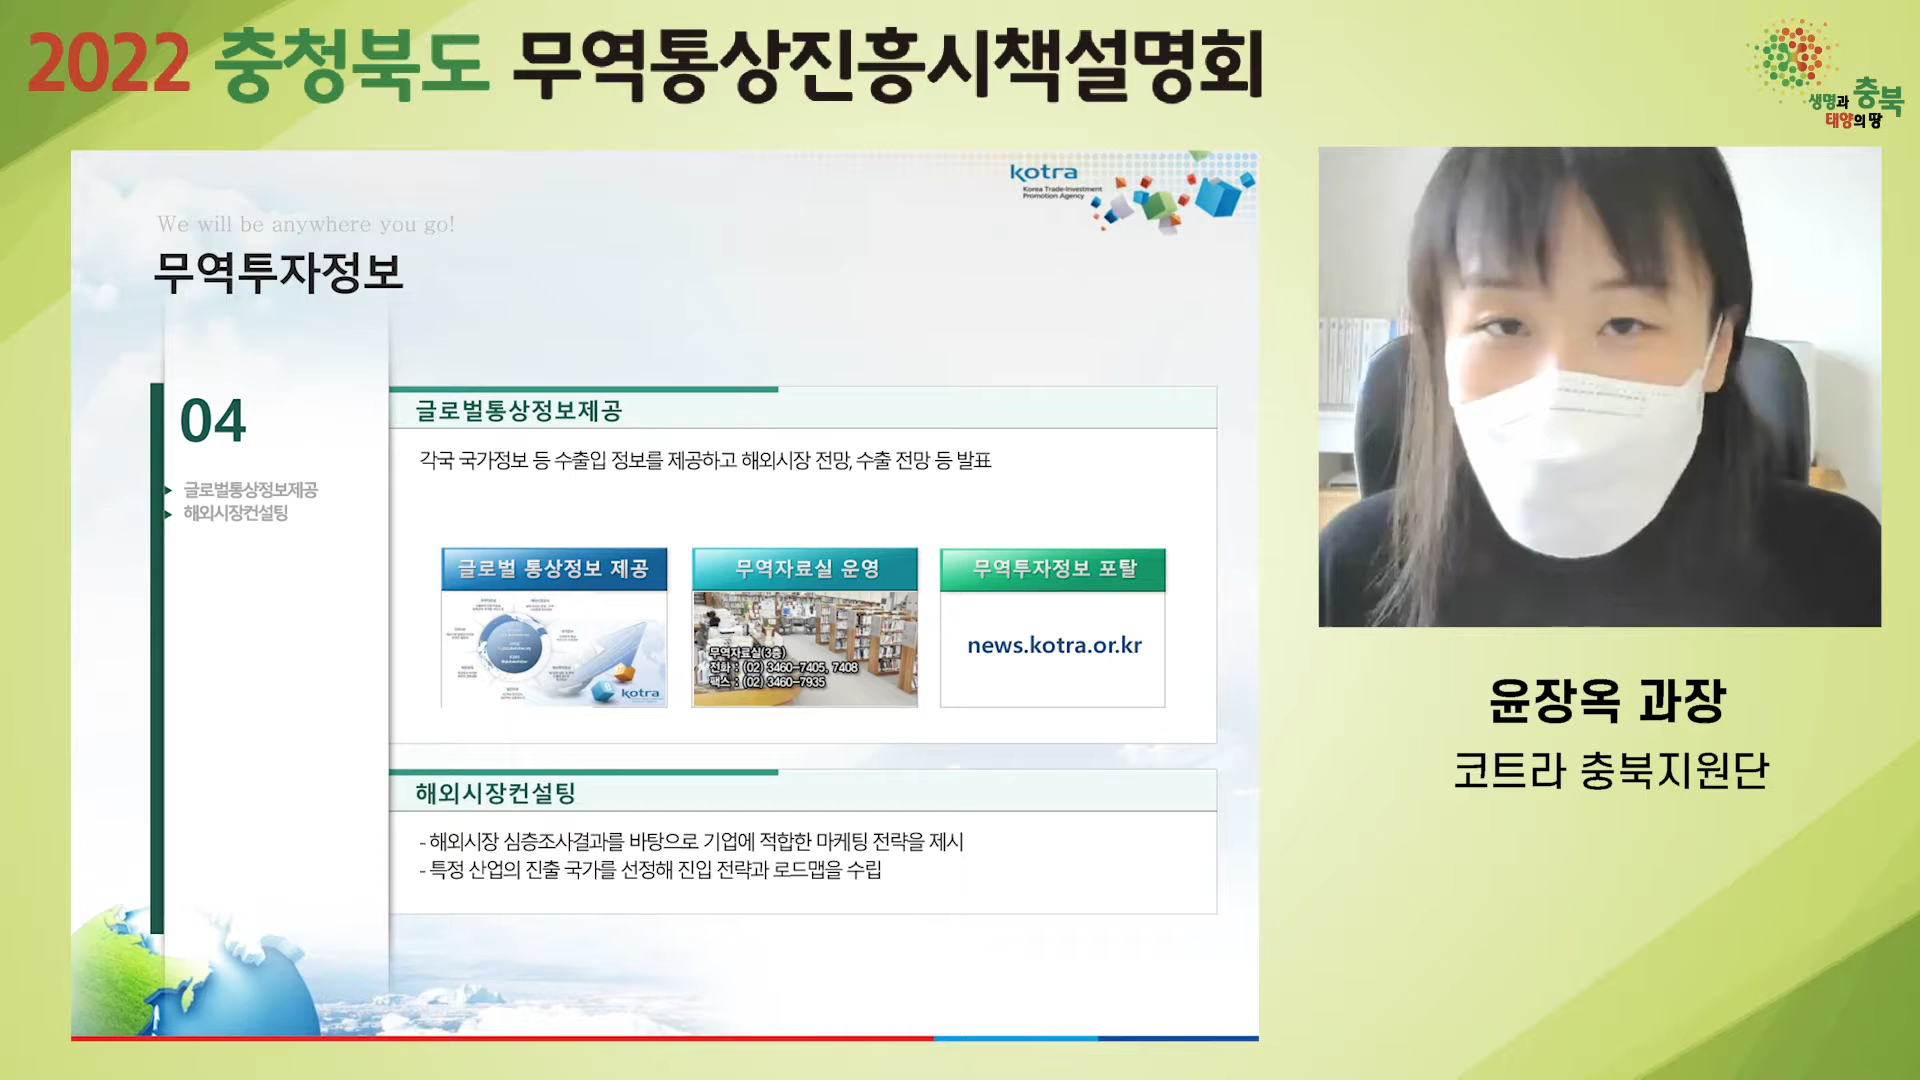 2022 충청북도 무역통상진흥시책설명회
생명과 충북
태양의 땅
kotra
Korea Trade-Investment
Promotion Agency
We will be anywhere you go!
무역투자정보
04
글로벌통상정보제공
해외시장컨설팅
글로벌통상정보제공
각국 국가정보 등 수출입 정보를 제공하고 해외시장 전망, 수출 전망 등 발표
글로벌 통상정보 제공
kotra
무역자료실 운영
무역자료실(3층)
전화 : (02) 3460-7405, 7408
팩스 : (02) 3460-7935
무역투자정보 포탈
news.kotra.or.kr
해외시장컨설팅
- 해외시장 심층조사결과를 바탕으로 기업에 적합한 마케팅 전략을 제시
- 특정 산업의 진출 국가를 선정해 진입 전략과 로드맵을 수립
윤장옥 과장
코트라 충북지원단